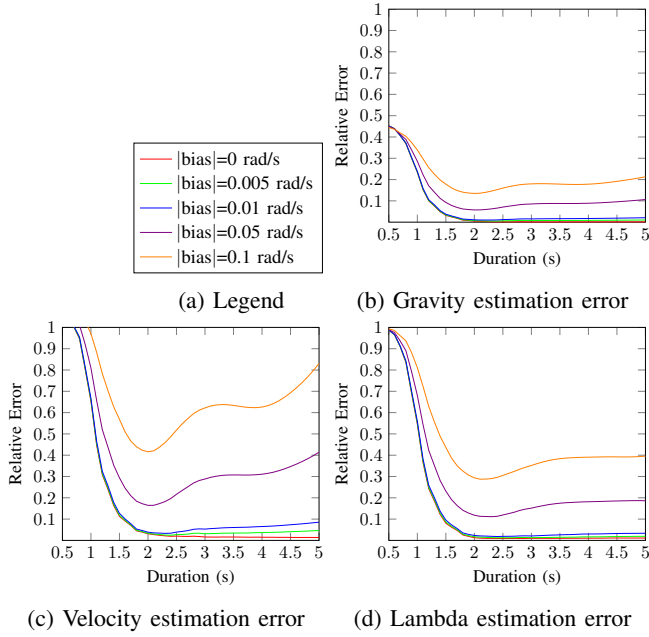 |bias|=0 rad/s
|bias|=0.005 rad/s
|bias|=0.01 rad/s
|bias|=0.05 rad/s
|bias|=0.1 rad/s
(a) Legend
1
0.9
0.8
0.7
0.6
0.5
0.4
0.3
0.2
0.1
Relative Error
0.5 1 1.5 2 2.5 3 3.5 4 4.5 5
Duration (s)
(b) Gravity estimation error
1
0.9
0.8
0.7
0.6
0.5
0.4
0.3
0.2
0.1
Relative Error
0.5 1 1.5 2 2.5 3 3.5 4 4.5 5
Duration (s)
(c) Velocity estimation error
1
0.9
0.8
0.7
0.6
0.5
0.4
0.3
0.2
0.1
Relative Error
0.5 1 1.5 2 2.5 3 3.5 4 4.5 5
Duration (s)
(d) Lambda estimation error